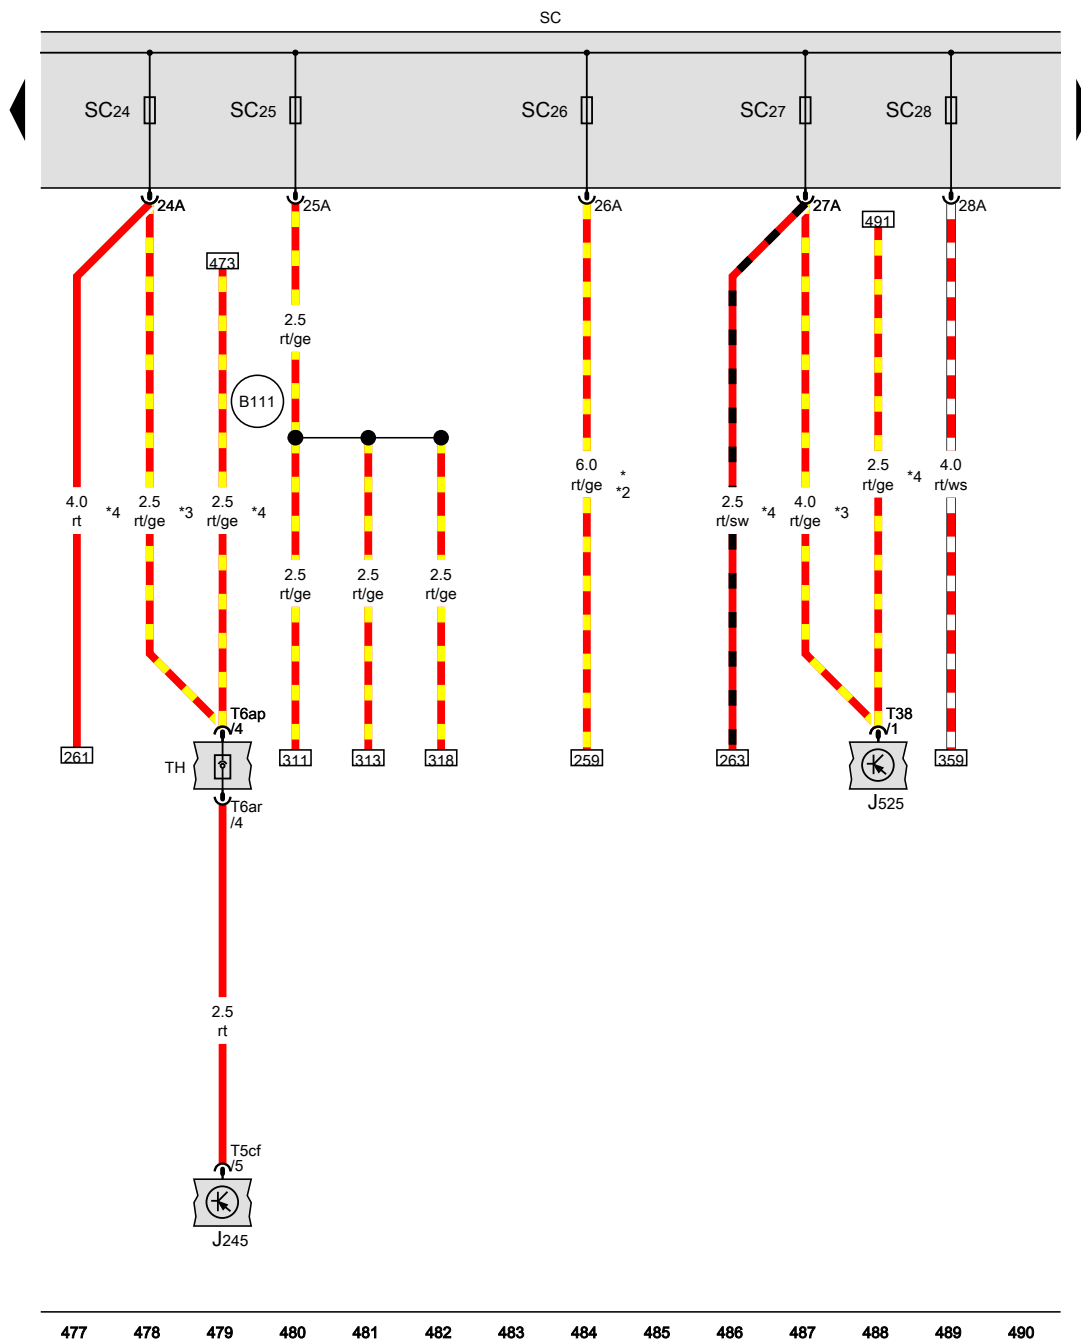 SC
SC24
SC25
SC26
SC27
SC28
24A
25A
26A
27A
28A
491
473
2.5
rt/ge
B111
4.0
rt
*4
2.5
rt/ge
*3
2.5
rt/ge
*4
6.0
rt/ge
*
*2
2.5
rt/sw
*4
4.0
rt/ge
*3
2.5
rt/ge
*4
4.0
rt/ws
2.5
rt/ge
2.5
rt/ge
2.5
rt/ge
T6ap
/4
T38
/1
261
TH
311
313
318
259
263
359
J525
T6ar
/4
2.5
rt
T5cf
/5
J245
477 478 479 480 481 482 483 484 485 486 487 488 489 490